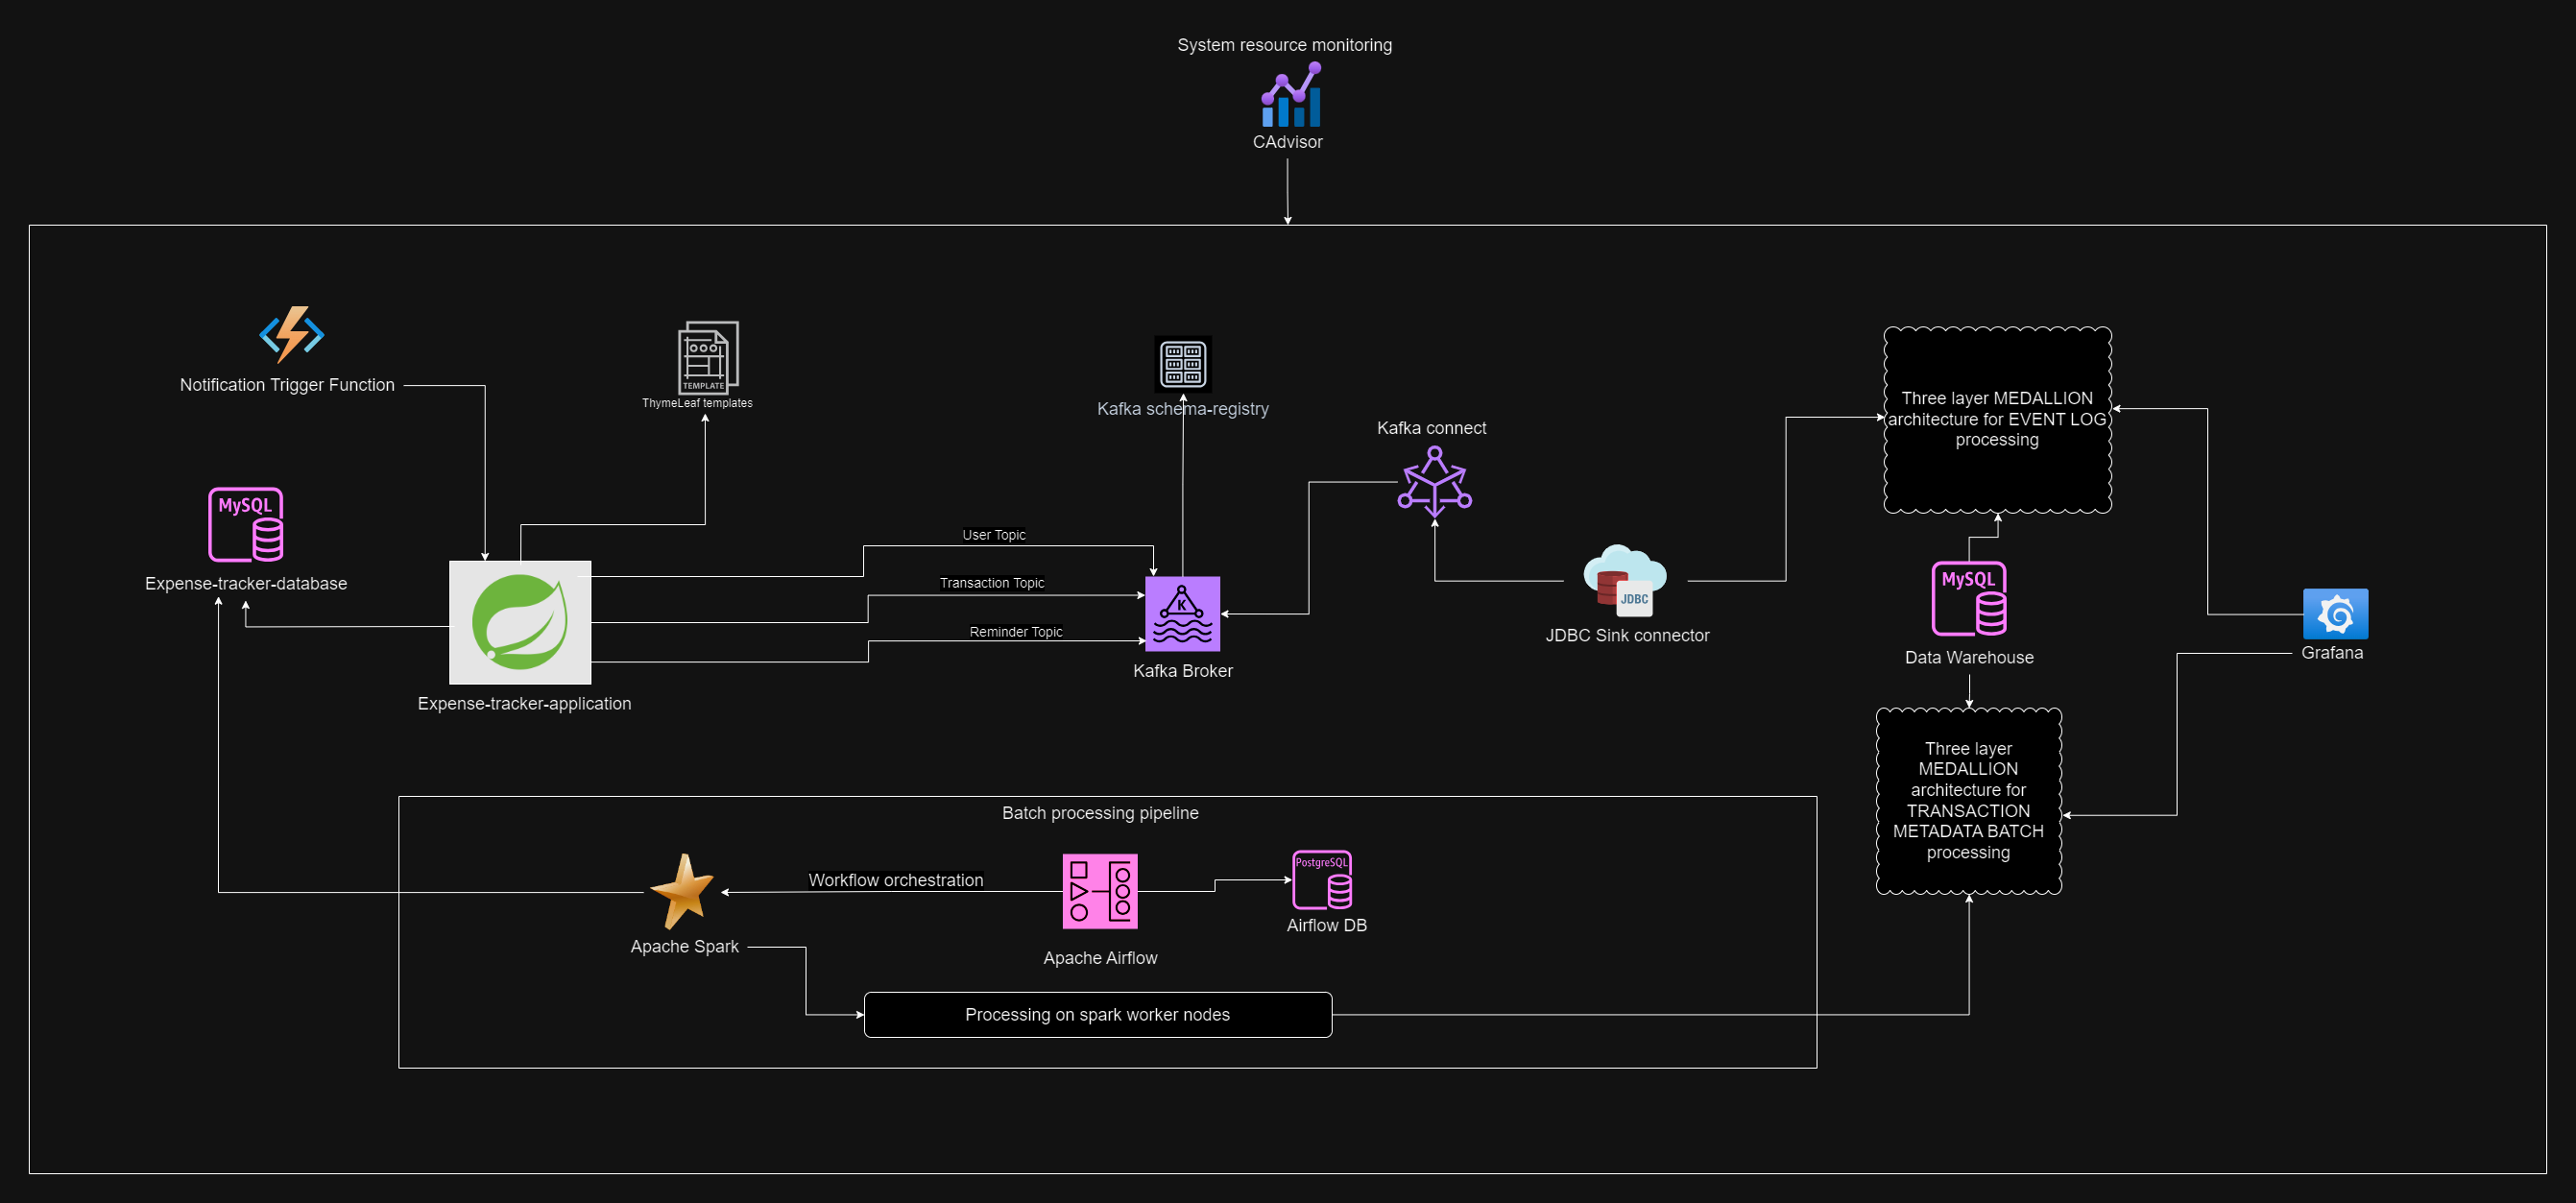 System resource monitoring
CAdvisor
Notification Trigger Function
TEMPLATE
ThymeLeaf templates
Kafka schema-registry
Kafka connect
Three layer MEDALLION
architecture for EVENT LOG
processing
MySQL
Expense-tracker-database
Expense-tracker-application
User Topic
Transaction Topic
Reminder Topic
K
Kafka Broker
JDBC
JDBC Sink connector
MySQL
Data Warehouse
Grafana
Three layer
MEDALLION
architecture for
TRANSACTION
METADATA BATCH
processing
Batch processing pipeline
Apache Spark
Workflow orchestration
Apache Airflow
PostgreSQL
Airflow DB
Processing on spark worker nodes